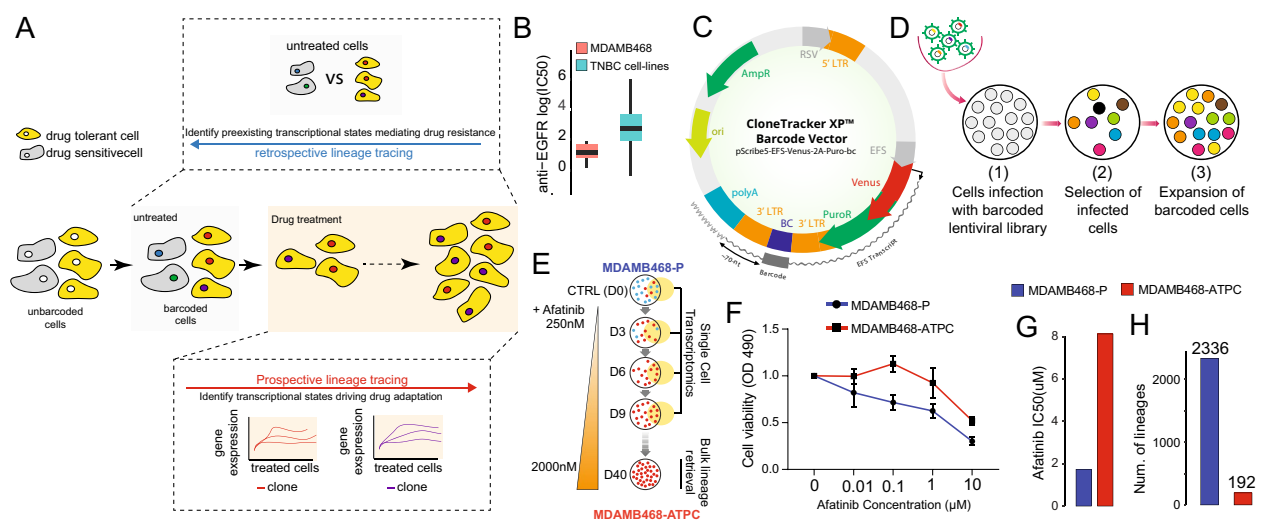 A
untreated cells
VS
Identify preexisting transcriptional states mediating drug resistance
retrospective lineage tracing
drug tolerant cell
drug sensitivecell
untreated
Drug treatment
unbarcoded
cells
barcoded
cells
Prospective lineage tracing
Identify transcriptional states driving drug adaptation
gene
exspression
treated cells
clone
gene
expression
treated cells
clone
B
MDAMB468
TNBC cell-lines
anti−EGFR log(IC50)
6
4
2
0
C
RSV
5' LTR
AmpR
ori
CloneTracker XP™
Barcode Vector
pScribe5-EFS-Venus-2A-Puro-bc
EFS
Venus
polyA
3' LTR
BC
3' LTR
PuroR
~70-nt
Barcode
EFS Transcript
D
(1)
Cells infection
with barcoded
lentiviral library
(2)
Selection of
infected
cells
(3)
Expansion of
barcoded cells
E
MDAMB468-P
CTRL (D0)
+ Afatinib
250nM
D3
D6
D9
2000nM
D40
Single Cell
Transcriptomics
Bulk lineage
retrieval
MDAMB468-ATPC
F
MDAMB468-P
MDAMB468-ATPC
Cell viability (OD 490)
1.5
1.0
0.5
0.0
0 0.01 0.1 1 10
Afatinib Concentration (µM)
MDAMB468-P
MDAMB468-ATPC
G
Afatinib IC50(uM)
8
6
4
2
0
H
Num. of lineages
2336
2000
1000
0
192